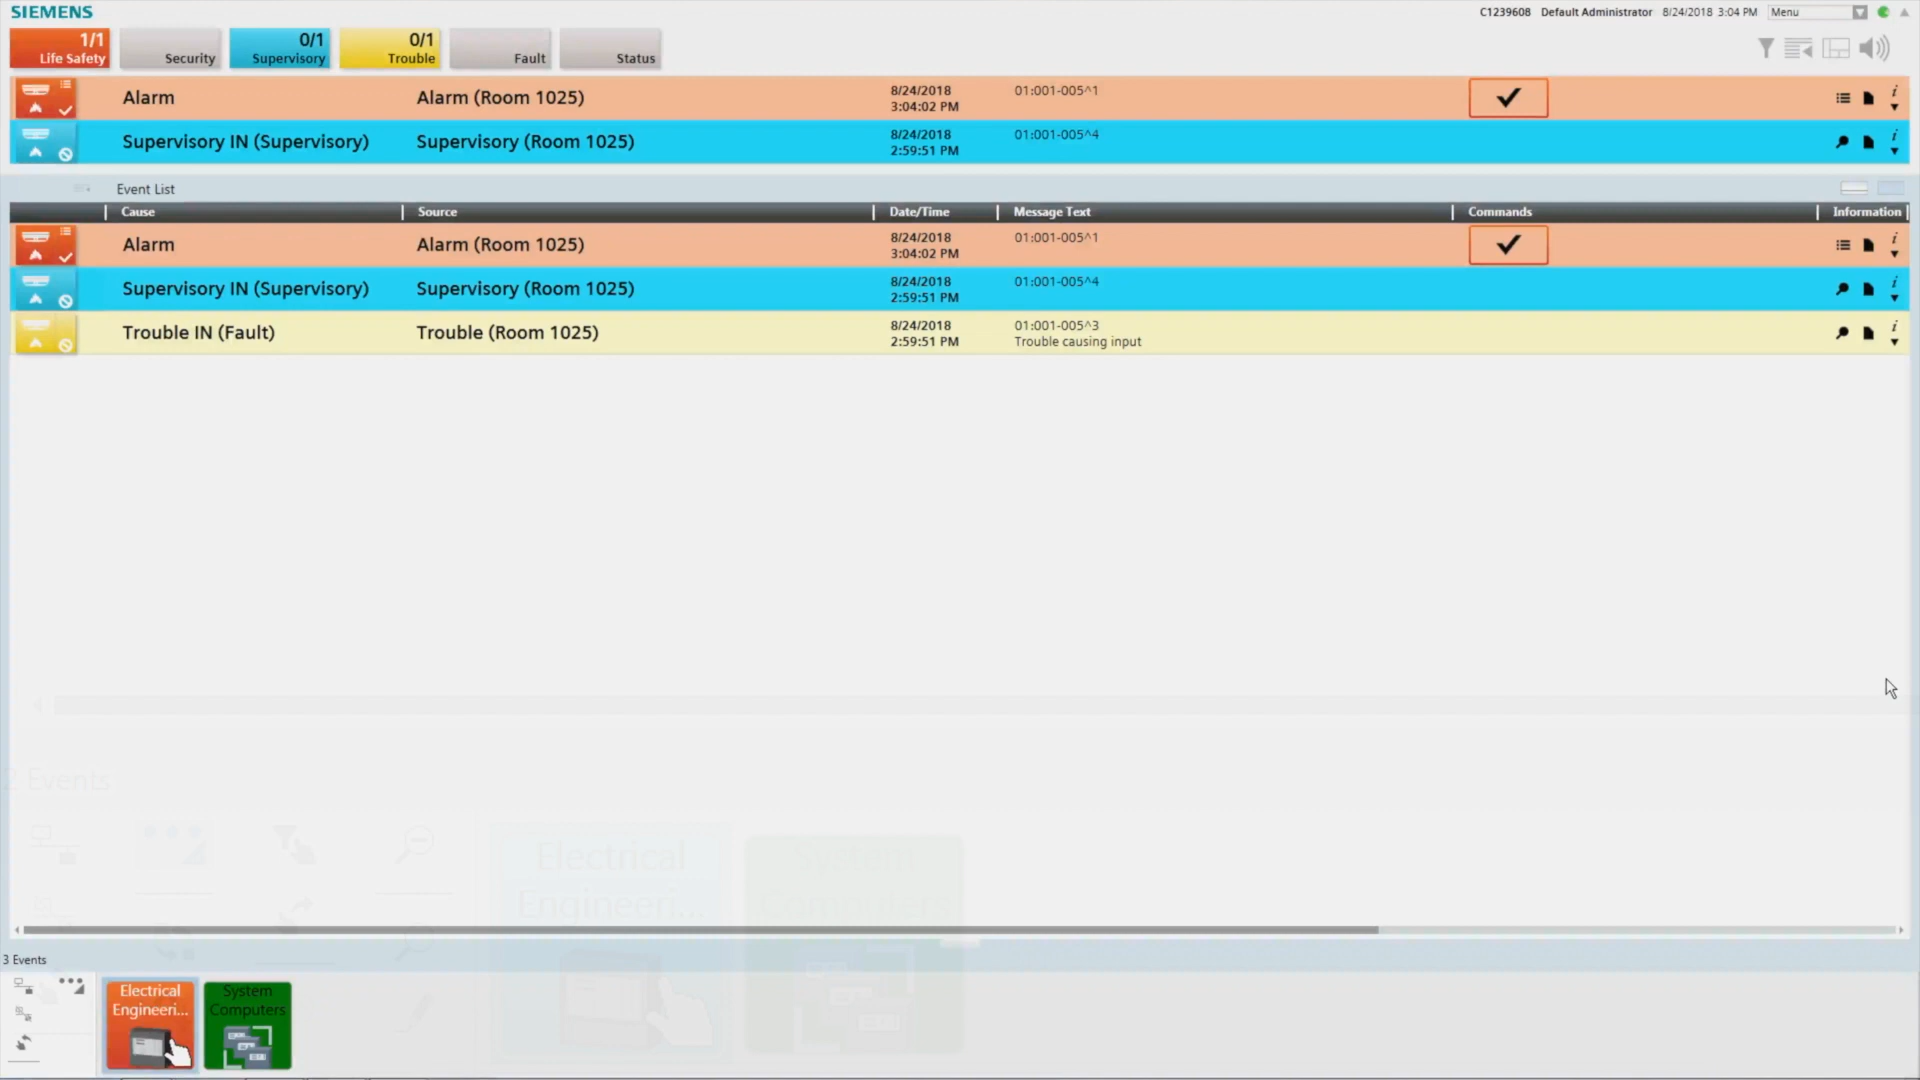 SIEMENS
C1239608 Default Administrator 8/24/2018 3:04 PM Menu
1/1
Life Safety
Security
0/1
Supervisory
0/1
Trouble
Fault
Status
Alarm
Alarm (Room 1025)
8/24/2018
3:04:02 PM
01:001-005^1
Supervisory IN (Supervisory)
Supervisory (Room 1025)
8/24/2018
2:59:51 PM
01:001-005^4
Event List
Cause
Source
Date/Time
Message Text
Commands
Information
Alarm
Alarm (Room 1025)
8/24/2018
3:04:02 PM
01:001-005^1
Supervisory IN (Supervisory)
Supervisory (Room 1025)
8/24/2018
2:59:51 PM
01:001-005^4
Trouble IN (Fault)
Trouble (Room 1025)
8/24/2018
2:59:51 PM
01:001-005^3
Trouble causing input
2 Events
Electrical
Engineeri...
System
Computers
3 Events
Electrical
Engineeri...
System
Computers